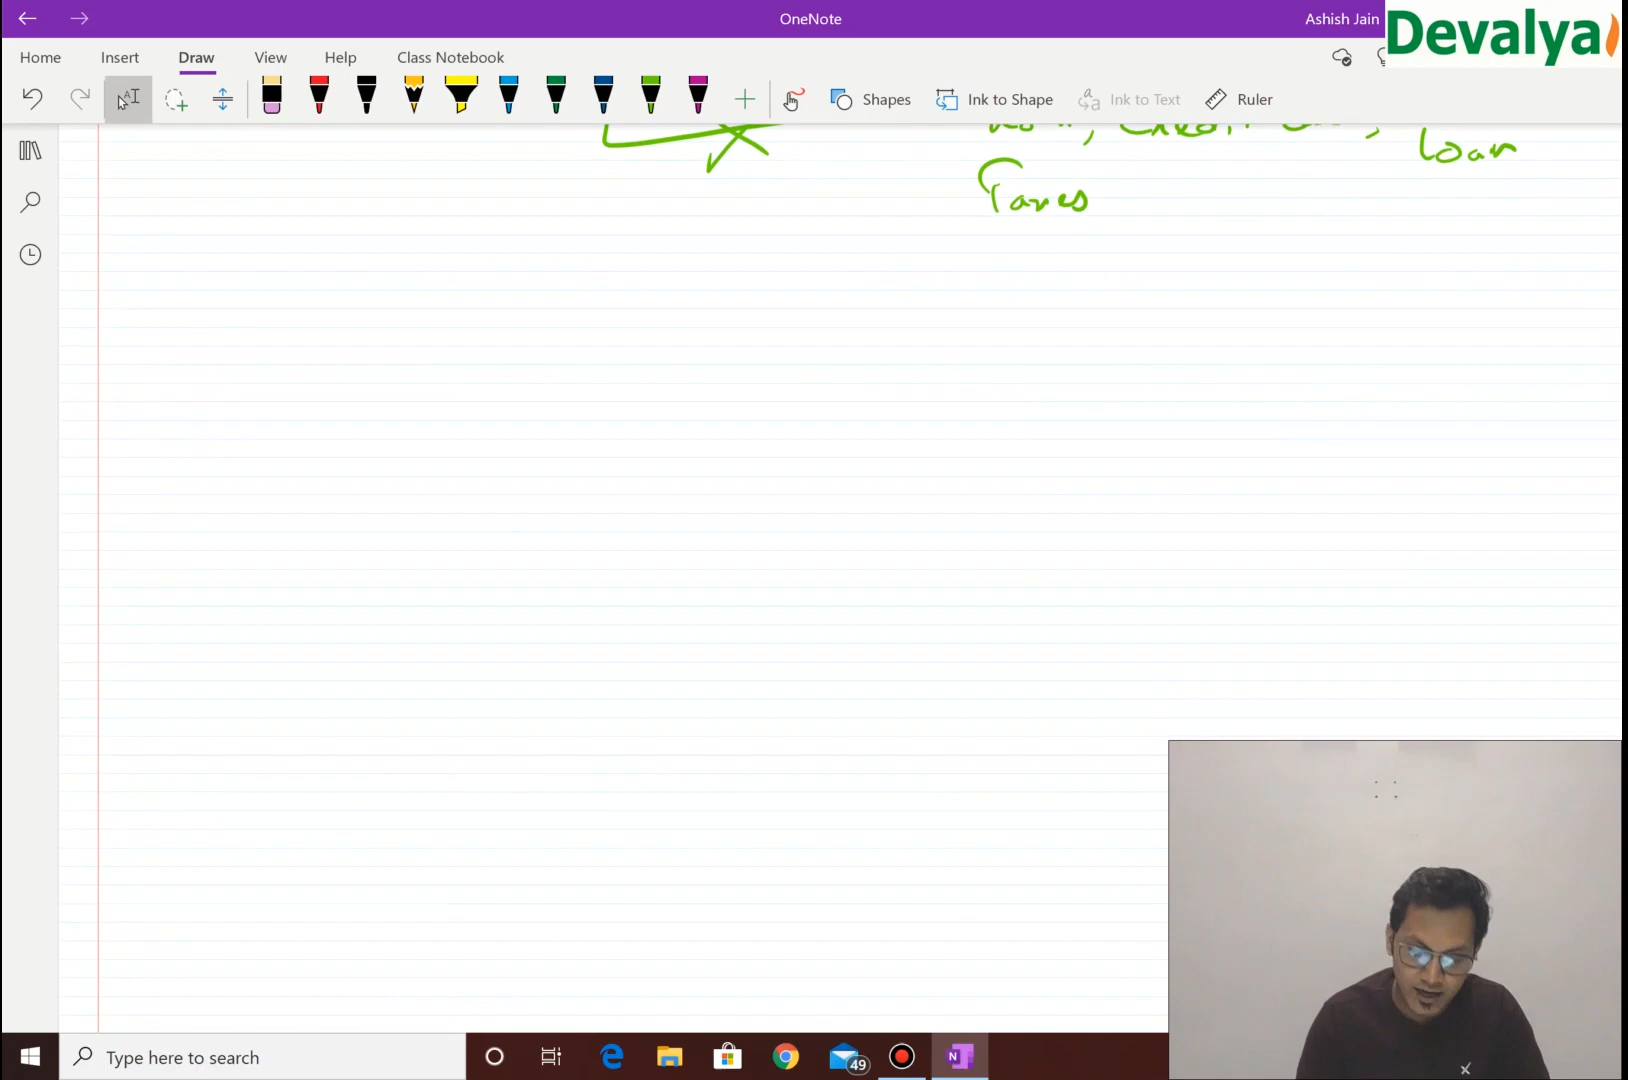 OneNote
Ashish Jain
Devalya
Home Insert Draw View Help Class Notebook
Shapes Ink to Shape Ink to Text Ruler
Loan
Taxes
Type here to search
49